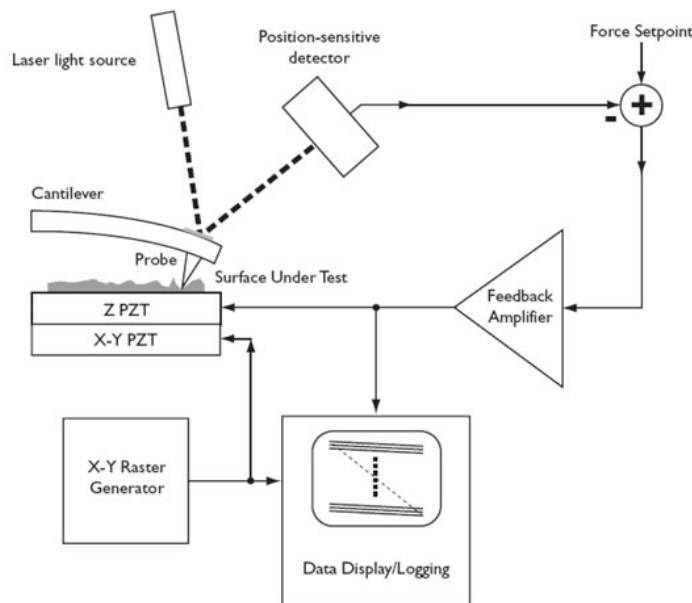 Laser light source
Position-sensitive
detector
Force Setpoint
+
-
Cantilever
Probe
Surface Under Test
Z PZT
X-Y PZT
Feedback
Amplifier
X-Y Raster
Generator
Data Display/Logging